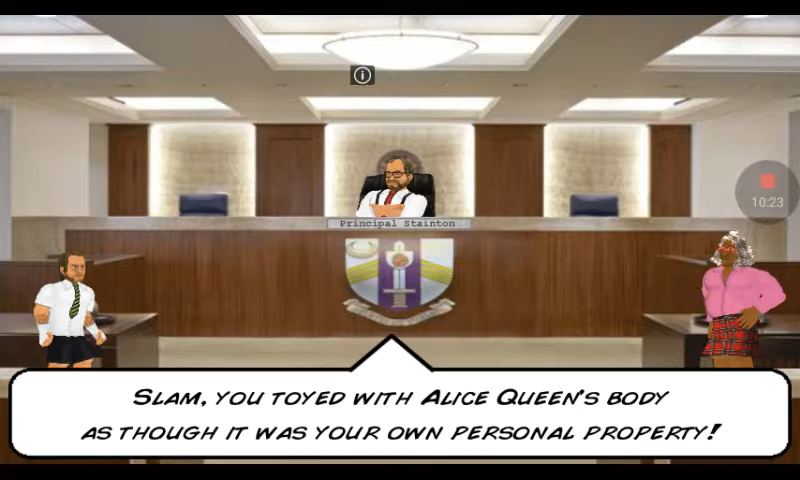 Principal Stainton
10:23
SLAM, YOU TOYED WITH ALICE QUEEN'S BODY
AS THOUGH IT WAS YOUR OWN PERSONAL PROPERTY!